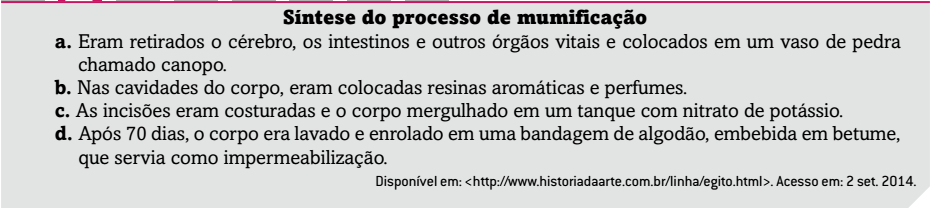 Síntese do processo de mumificação
a. Eram retirados o cérebro, os intestinos e outros órgãos vitais e colocados em um vaso de pedra
chamado canopo.
b. Nas cavidades do corpo, eram colocadas resinas aromáticas e perfumes.
c. As incisões eram costuradas e o corpo mergulhado em um tanque com nitrato de potássio.
d. Após 70 dias, o corpo era lavado e enrolado em uma bandagem de algodão, embebida em betume,
que servia como impermeabilização.
Disponível em: <http://www.historiadaarte.com.br/linha/egito.html>. Acesso em: 2 set. 2014.